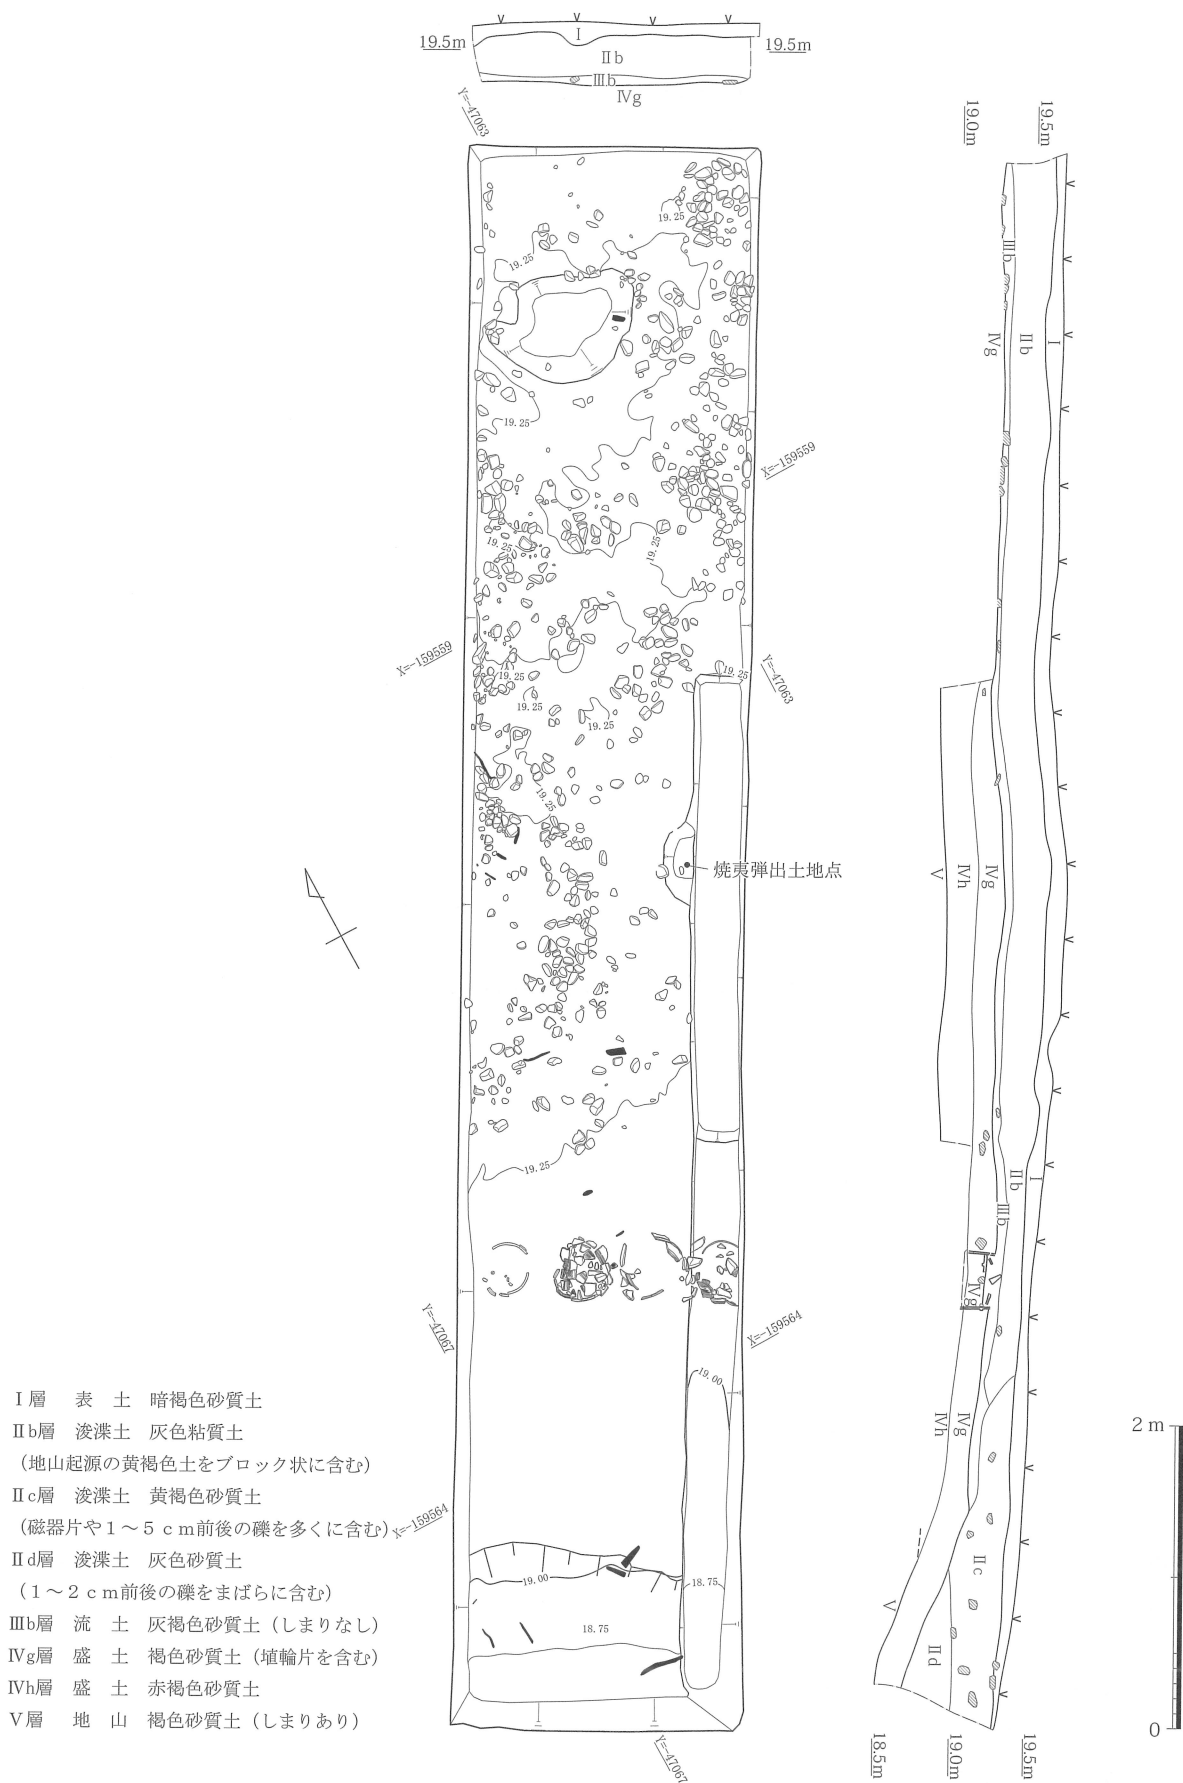 I
19.5m
19.5m
Ⅱb
Ⅲb
Ⅳg
Y=-47063
19.0m
19.5m
19.25
19.25
Ⅲb
Ⅳg
Ⅱb
I
19.25
X=-159559
19.25
19.25
X=-159559
19.25
19.25
Y=-47063
19.25
19.25
19.25
焼夷弾出土地点
Ⅴ
Ⅳh
Ⅳg
19.25
Ⅱb
I
Ⅲb
Ⅳg
Y=-47067
X=-159564
19.00
Ⅳh
Ⅳg
2 m
Ⅰ層 表 土 暗褐色砂質土
Ⅱb層 浚渫土 灰色粘質土
(地山起源の黄褐色土をブロック状に含む)
Ⅱc層 浚渫土 黄褐色砂質土
(磁器片や1~5cm前後の礫を多くに含む)
Ⅱd層 浚渫土 灰色砂質土
(1~2cm前後の礫をまばらに含む)
Ⅲb層 流 土 灰褐色砂質土(しまりなし)
Ⅳg層 盛 土 褐色砂質土(埴輪片を含む)
Ⅳh層 盛 土 赤褐色砂質土
Ⅴ層 地 山 褐色砂質土(しまりあり)
X=-159564
19.00
18.75
18.75
Ⅱc
Ⅴ
Ⅱd
0
Y=-47067
18.5m
19.0m
19.5m